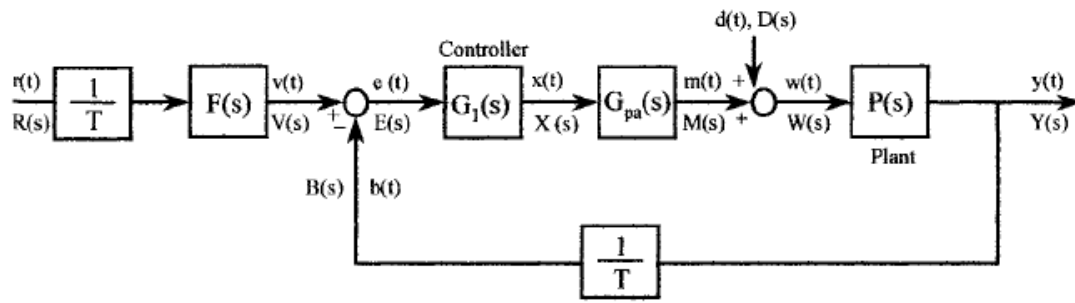 d(t), D(s)
Controller
r(t) v(t) e (t) x(t) m(t) + w(t) y(t)
1
T
F(s) G₁(s) Gpa(s) P(s)
R(s) V(s) + − E(s) X (s) M(s) + W(s) Y(s)
Plant
B(s) b(t)
1
T